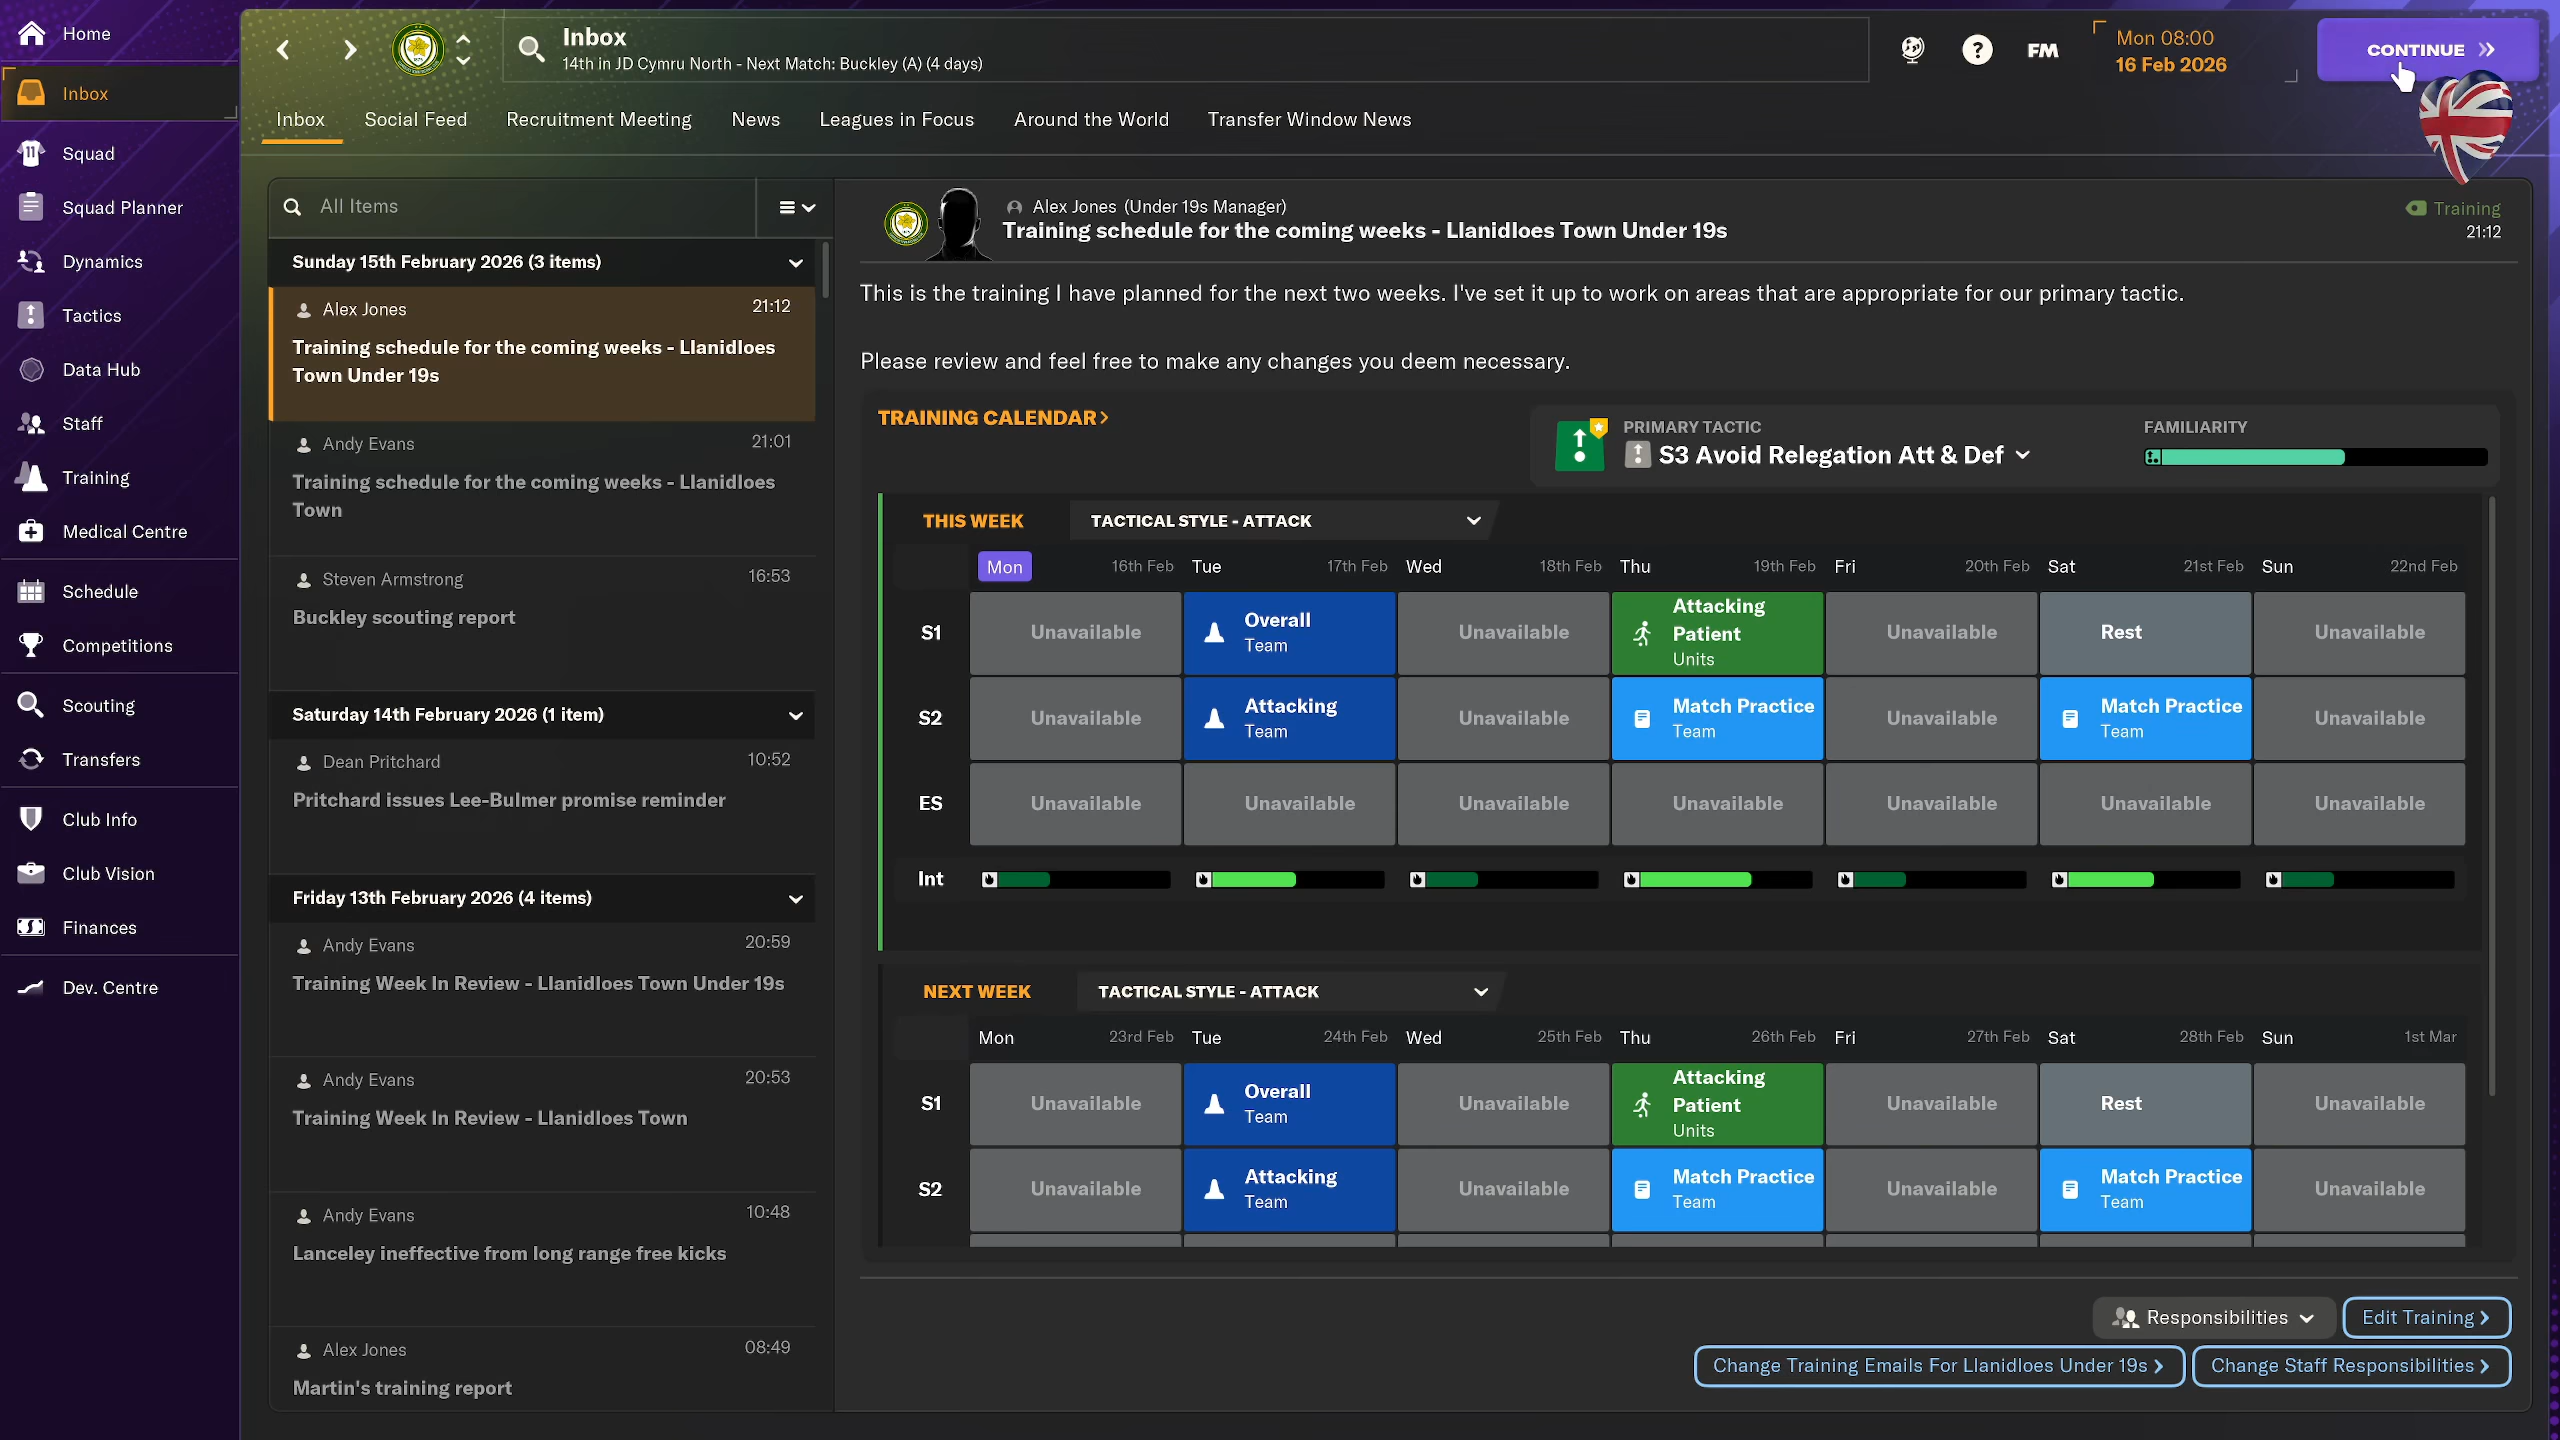 Home
Inbox
Squad
Squad Planner
Dynamics
Tactics
Data Hub
Staff
Training
Medical Centre
Schedule
Competitions
Scouting
Transfers
Club Info
Club Vision
Finances
Dev. Centre
Inbox
14th in JD Cymru North - Next Match: Buckley (A) (4 days)
FM
Mon 08:00
16 Feb 2026
CONTINUE
Inbox Social Feed Recruitment Meeting News Leagues in Focus Around the World Transfer Window News
All Items
Sunday 15th February 2026 (3 items)
Alex Jones 21:12
Training schedule for the coming weeks - Llanidloes
Town Under 19s
Andy Evans 21:01
Training schedule for the coming weeks - Llanidloes
Town
Steven Armstrong 16:53
Buckley scouting report
Saturday 14th February 2026 (1 item)
Dean Pritchard 10:52
Pritchard issues Lee-Bulmer promise reminder
Friday 13th February 2026 (4 items)
Andy Evans 20:59
Training Week In Review - Llanidloes Town Under 19s
Andy Evans 20:53
Training Week In Review - Llanidloes Town
Andy Evans 10:48
Lanceley ineffective from long range free kicks
Alex Jones 08:49
Martin's training report
Alex Jones (Under 19s Manager)
Training schedule for the coming weeks - Llanidloes Town Under 19s
Training
21:12
This is the training I have planned for the next two weeks. I've set it up to work on areas that are appropriate for our primary tactic.
Please review and feel free to make any changes you deem necessary.
TRAINING CALENDAR
PRIMARY TACTIC
S3 Avoid Relegation Att & Def
FAMILIARITY
THIS WEEK TACTICAL STYLE - ATTACK
Mon 16th Feb Tue 17th Feb Wed 18th Feb Thu 19th Feb Fri 20th Feb Sat 21st Feb Sun 22nd Feb
S1 Unavailable Overall Team Unavailable Attacking Patient Units Unavailable Rest Unavailable
S2 Unavailable Attacking Team Unavailable Match Practice Team Unavailable Match Practice Team Unavailable
ES Unavailable Unavailable Unavailable Unavailable Unavailable Unavailable Unavailable
Int
NEXT WEEK TACTICAL STYLE - ATTACK
Mon 23rd Feb Tue 24th Feb Wed 25th Feb Thu 26th Feb Fri 27th Feb Sat 28th Feb Sun 1st Mar
S1 Unavailable Overall Team Unavailable Attacking Patient Units Unavailable Rest Unavailable
S2 Unavailable Attacking Team Unavailable Match Practice Team Unavailable Match Practice Team Unavailable
Responsibilities
Edit Training
Change Training Emails For Llanidloes Under 19s
Change Staff Responsibilities